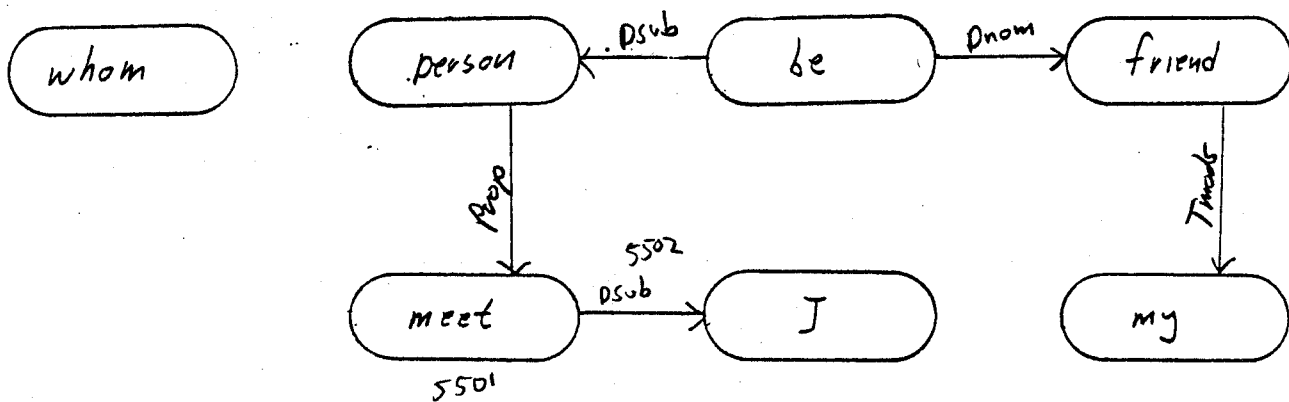 whom
person
Dsub
be
Dnom
friend
Prop
Tmods
meet
5502
Dsub
I
my
5501